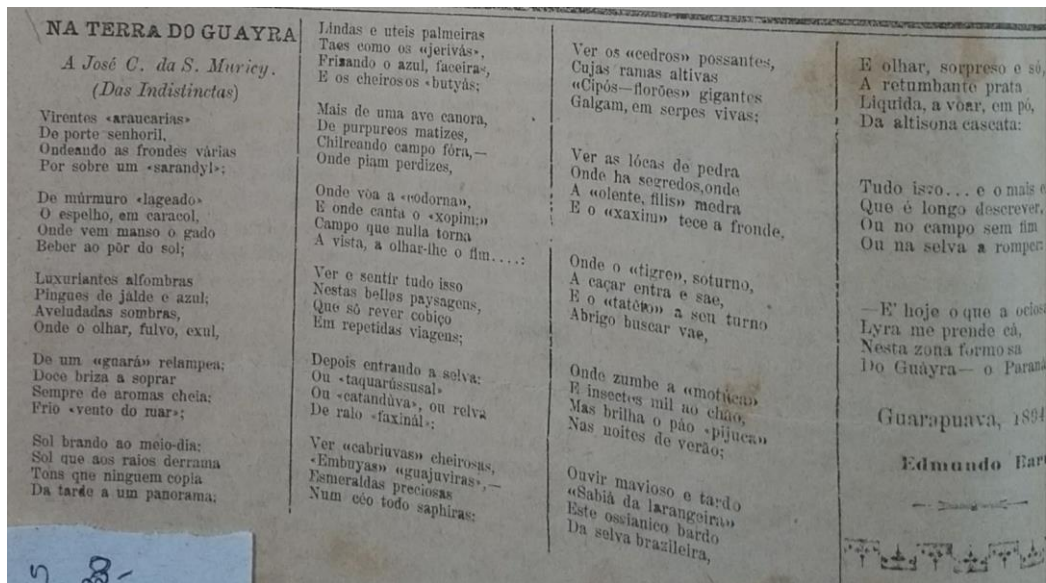 NA TERRA DO GUAYRA
A José C. da S. Muricy.
(Das Indistinctas)
Virentes «araucarias»
De porte senhoril,
Ondeando as frondes várias
Por sobre um «sarandyl»;
De múrmuro «lageado»
O espelho, em caracol,
Onde vem manso o gado
Beber ao pôr do sol;
Luxuriantes alfombras
Pingues de jálde e azul;
Aveludadas sombras,
Onde o olhar, fulvo, exul,
De um «guará» relampea;
Doce briza a soprar
Sempre de aromas cheia;
Frio «vento do mar»;
Sol brando ao meio-dia;
Sol que aos raios derrama
Tons que ninguem copia
Da tarde a um panorama;
Lindas e uteis palmeiras
Taes como os «jerivás»,
Frisando o azul, faceiras,
E os cheirosos «butyás;
Mais de uma ave canora,
De purpureos matizes,
Chilreando campo fóra,—
Onde piam perdizes,
Onde vôa a «codorna»,
E onde canta o «xopim;»
Campo que nulla torna
A vista, a olhar-lhe o fim....:
Ver e sentir tudo isso
Nestas bellas paysagens,
Que só rever cobiço
Em repetidas viagens;
Depois entrando a selva:
Ou «taquarússusal»
Ou «catandúva», ou relva
De ralo «faxinál»;
Ver «cabriuvas» cheirosas,
«Embuyas» «guajuviras»,—
Esmeraldas preciosas
Num céo todo saphiras;
Ver os «cedros» possantes,
Cujas ramas altivas
«Cipós—florões» gigantes
Galgam, em serpes vivas;
Ver as lócas de pedra
Onde ha segredos,onde
A «olente, filis» medra
E o «xaxim» tece a fronde,
Onde o «tigre», soturno,
A caçar entra e sae,
E o «tatêto» a seu turno
Abrigo buscar vae,
Onde zumbe a «motúca»
E insectos mil ao chão,
Mas brilha o páo «pijuca»
Nas noites de verão;
Ouvir mavioso e tardo
«Sabiá da larangeira»
Este ossianico bardo
Da selva brazileira,
E olhar, sorpreso e só,
A retumbante prata
Liquida, a vôar, em pó,
Da altisona cascata:
Tudo isso... e o mais
Que é longo descrever,
Ou no campo sem fim
Ou na selva a romper
—E' hoje o que a
Lyra me prende cá,
Nesta zona formosa
Do Guàyra— o Paraná
Guarapuava, 1894
Edmundo